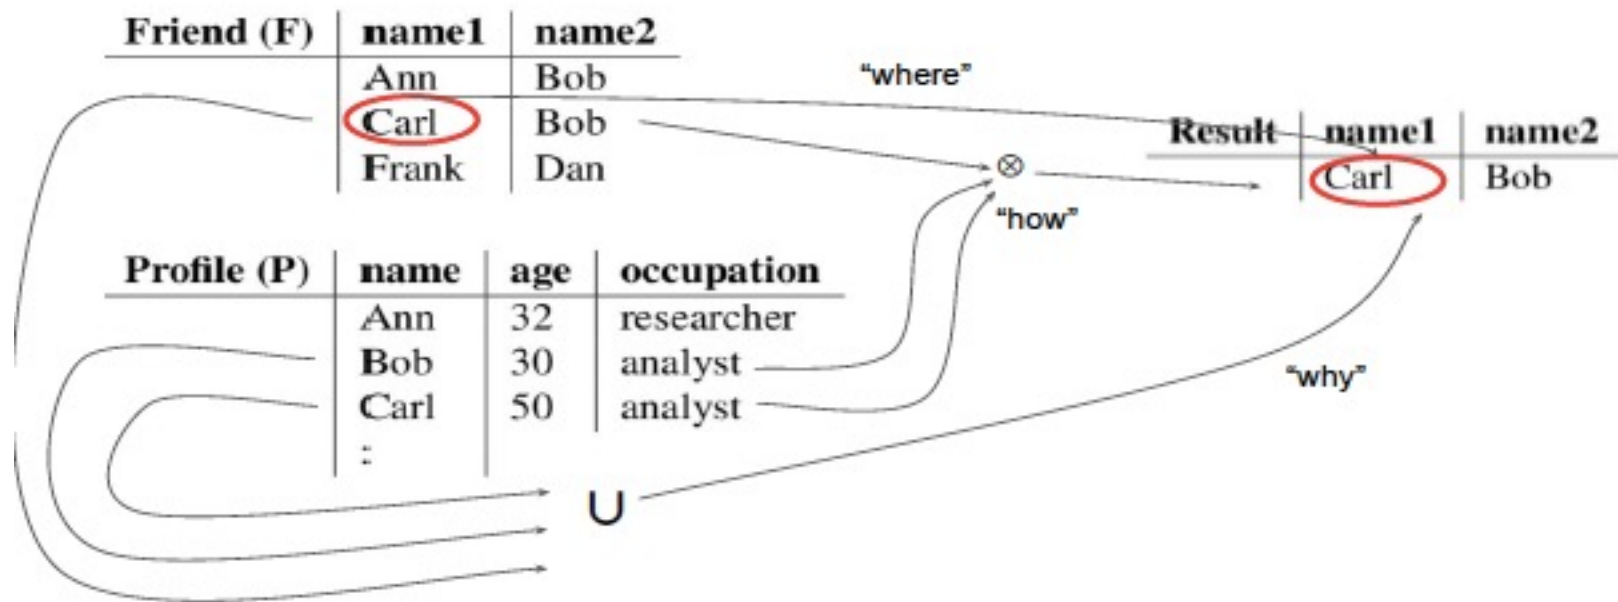 Friend (F) name1 name2
Ann Bob
Carl Bob
Frank Dan
"where"
Result name1 name2
Carl Bob
⊗
"how"
Profile (P) name age occupation
Ann 32 researcher
Bob 30 analyst
Carl 50 analyst
:
∪
"why"